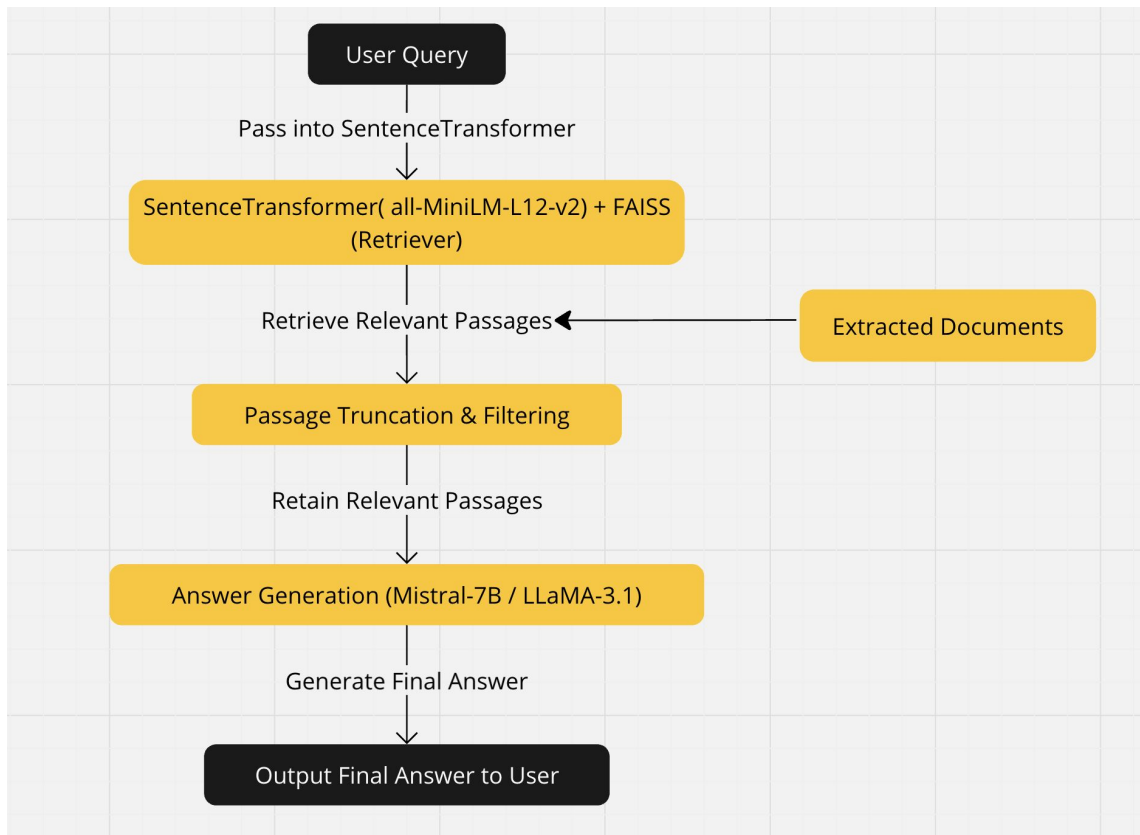 User Query
Pass into SentenceTransformer
SentenceTransformer( all-MiniLM-L12-v2) + FAISS
(Retriever)
Retrieve Relevant Passages
Extracted Documents
Passage Truncation & Filtering
Retain Relevant Passages
Answer Generation (Mistral-7B / LLaMA-3.1)
Generate Final Answer
Output Final Answer to User